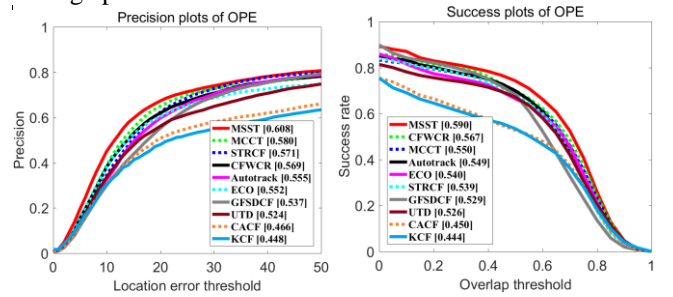 Precision plots of OPE
Precision
1
0.8
0.6
0.4
0.2
0
MSST [0.608]
MCCT [0.580]
STRCF [0.571]
CFWCR [0.569]
Autotrack [0.555]
ECO [0.552]
GFSDCF [0.537]
UTD [0.524]
CACF [0.466]
KCF [0.448]
0 10 20 30 40 50
Location error threshold
Success plots of OPE
Success rate
1
0.8
0.6
0.4
0.2
0
MSST [0.590]
CFWCR [0.567]
MCCT [0.550]
Autotrack [0.549]
ECO [0.540]
STRCF [0.539]
GFSDCF [0.529]
UTD [0.526]
CACF [0.450]
KCF [0.444]
0 0.2 0.4 0.6 0.8 1
Overlap threshold